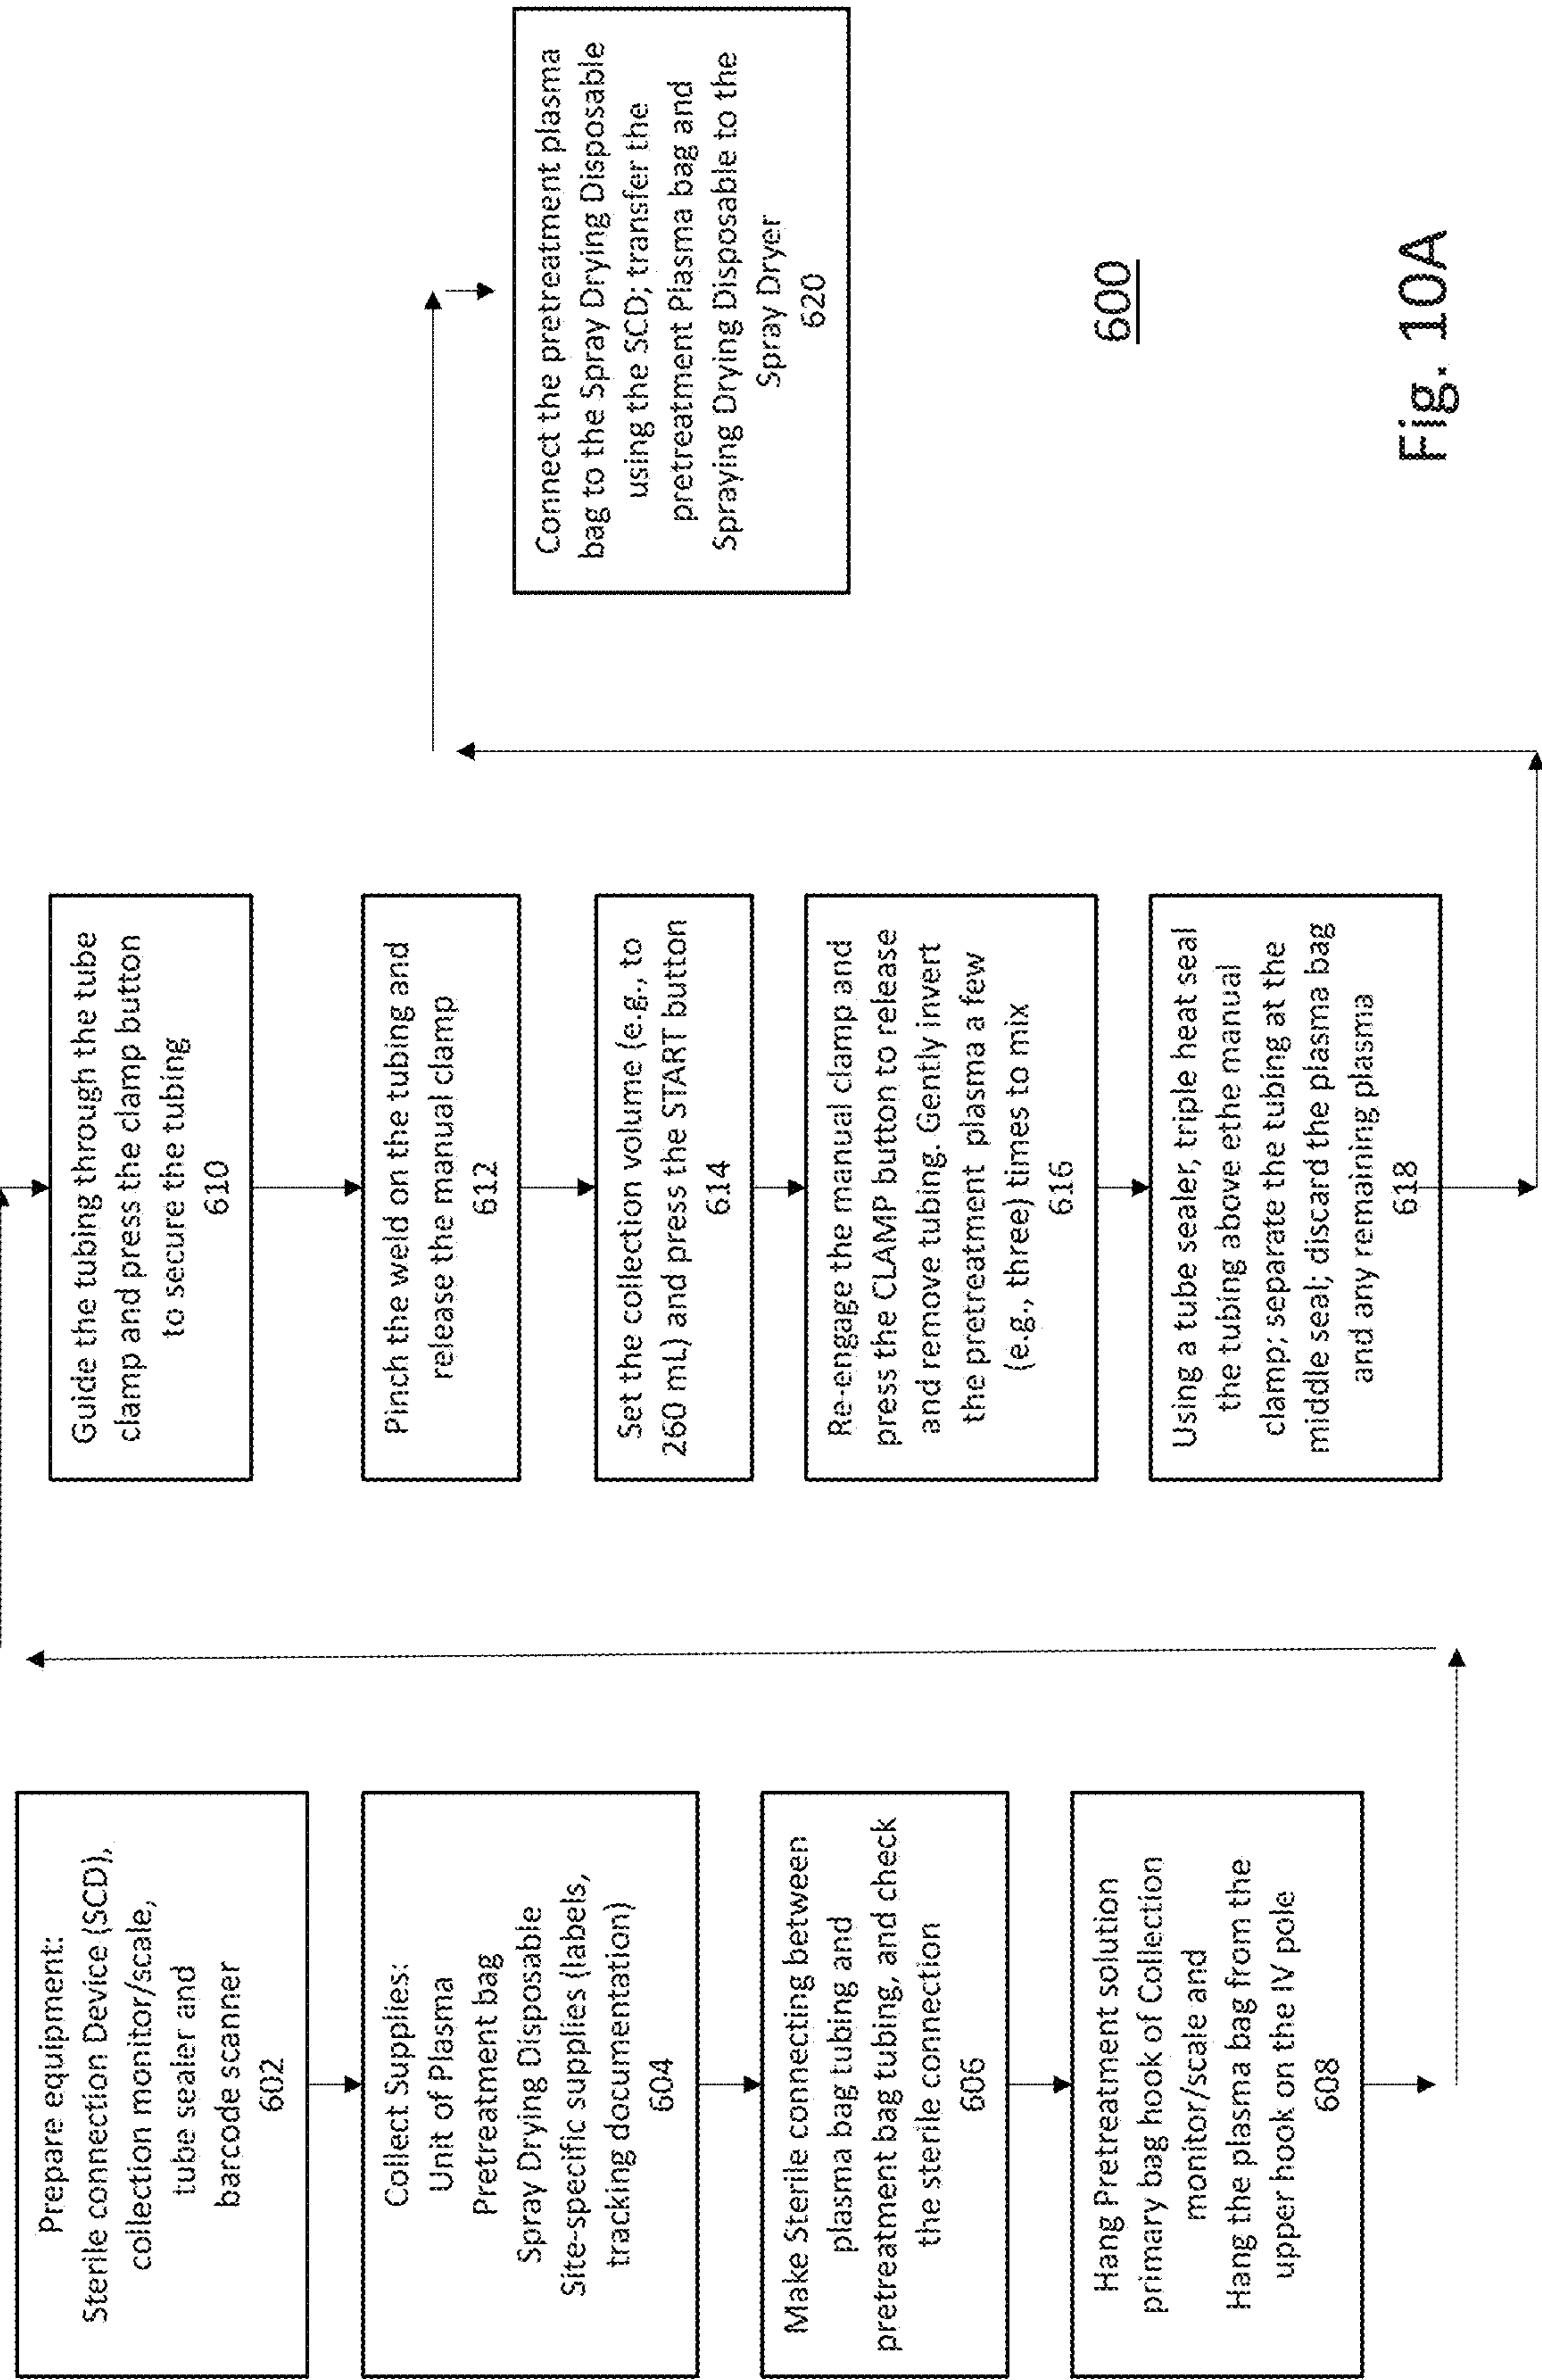 Prepare equipment:
Sterile connection Device (SCD),
collection monitor/scale,
tube sealer and
barcode scanner
602
Collect Supplies:
Unit of Plasma
Pretreatment bag
Spray Drying Disposable
Site-specific supplies (labels,
tracking documentation)
604
Make Sterile connecting between
plasma bag tubing and
pretreatment bag tubing, and check
the sterile connection
606
Hang Pretreatment solution
primary bag hook of Collection
monitor/scale and
Hang the plasma bag from the
upper hook on the IV pole
608
Guide the tubing through the tube
clamp and press the clamp button
to secure the tubing
610
Pinch the weld on the tubing and
release the manual clamp
612
Set the collection volume (e.g., to
260 mL) and press the START button
614
Re-engage the manual clamp and
press the CLAMP button to release
and remove tubing. Gently invert
the pretreatment plasma a few
(e.g., three) times to mix
616
Using a tube sealer, triple heat seal
the tubing above ethe manual
clamp; separate the tubing at the
middle seal; discard the plasma bag
and any remaining plasma
618
Connect the pretreatment plasma
bag to the Spray Drying Disposable
using the SCD; transfer the
pretreatment Plasma bag and
Spraying Drying Disposable to the
Spray Dryer
620
600
Fig. 10A